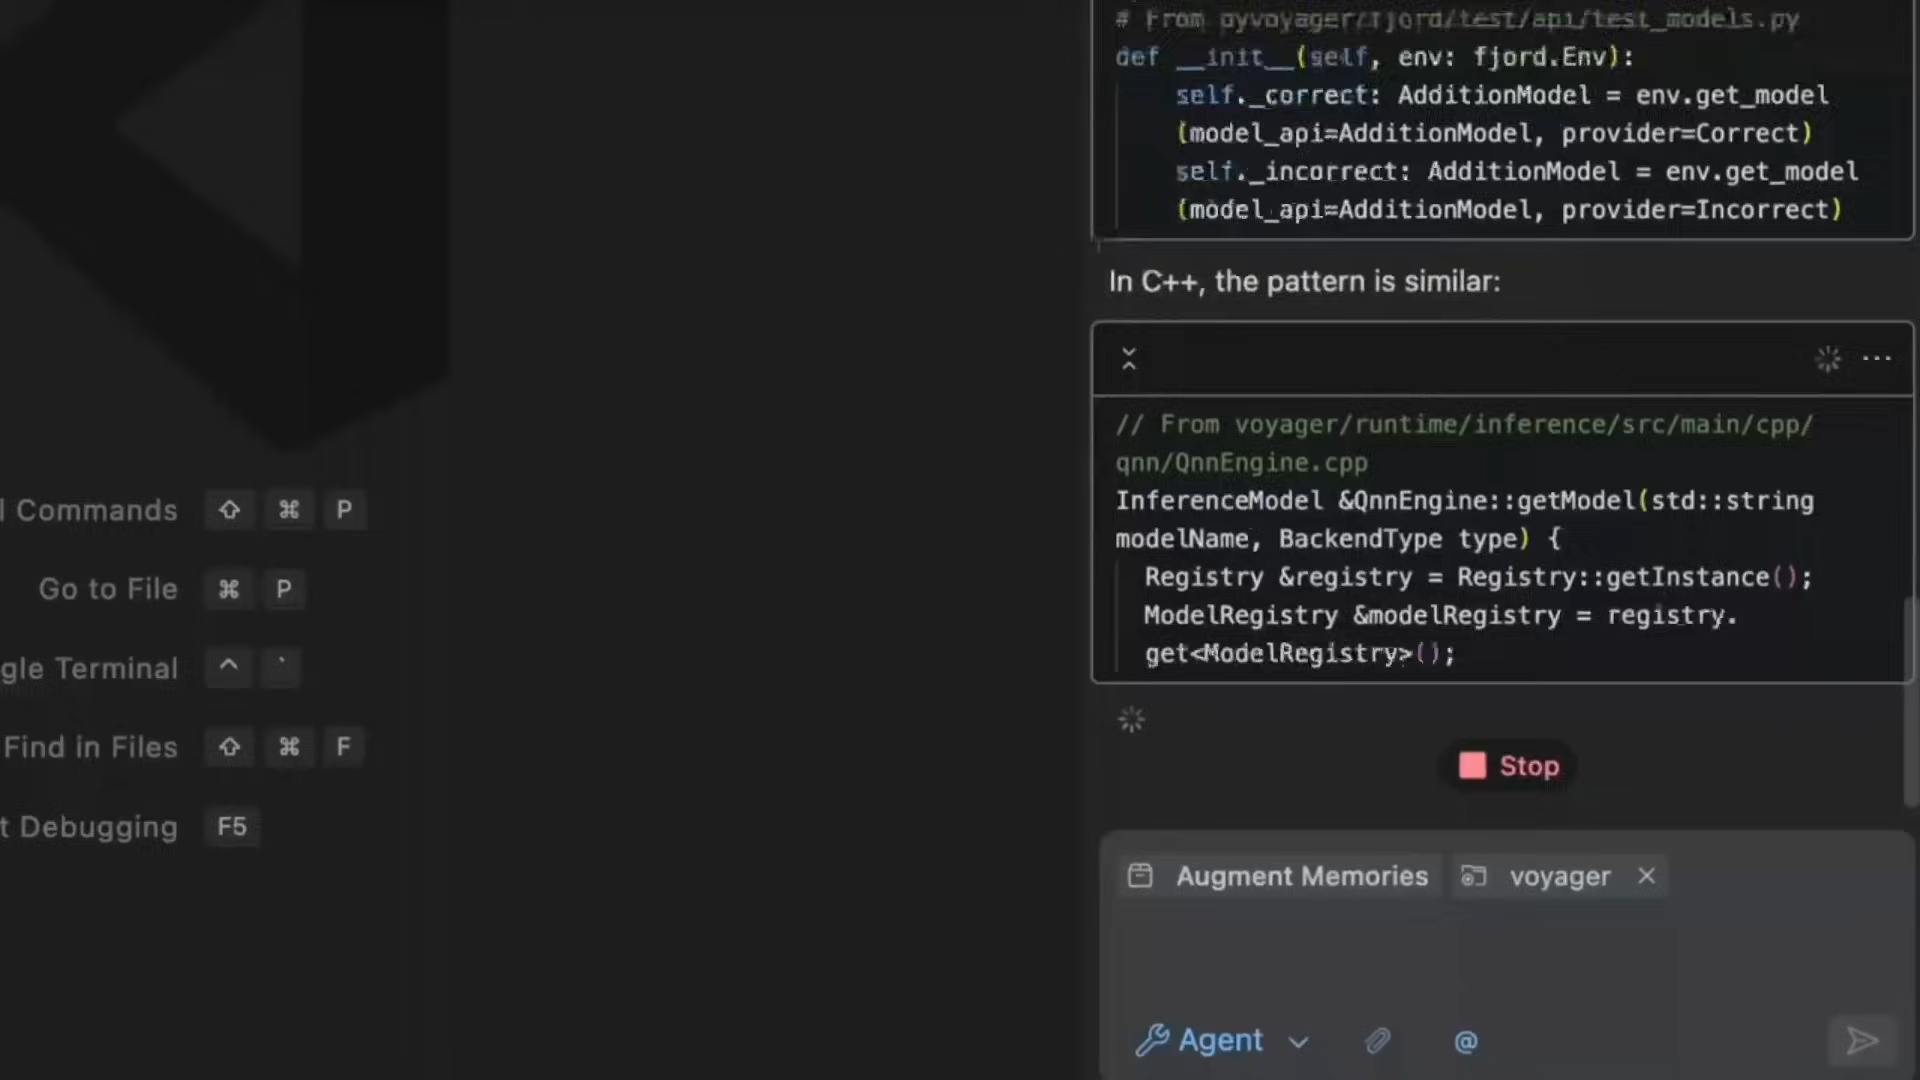 # From pyvoyager/fjord/test/api/test_models.py
def __init__(self, env: fjord.Env):
self._correct: AdditionModel = env.get_model
(model_api=AdditionModel, provider=Correct)
self._incorrect: AdditionModel = env.get_model
(model_api=AdditionModel, provider=Incorrect)
In C++, the pattern is similar:
// From voyager/runtime/inference/src/main/cpp/
qnn/QnnEngine.cpp
InferenceModel &QnnEngine::getModel(std::string
modelName, BackendType type) {
Registry &registry = Registry::getInstance();
ModelRegistry &modelRegistry = registry.
get<ModelRegistry>();
Stop
Augment Memories voyager ×
Agent @
l Commands ⇧ ⌘ P
Go to File ⌘ P
gle Terminal ^ `
Find in Files ⇧ ⌘ F
t Debugging F5